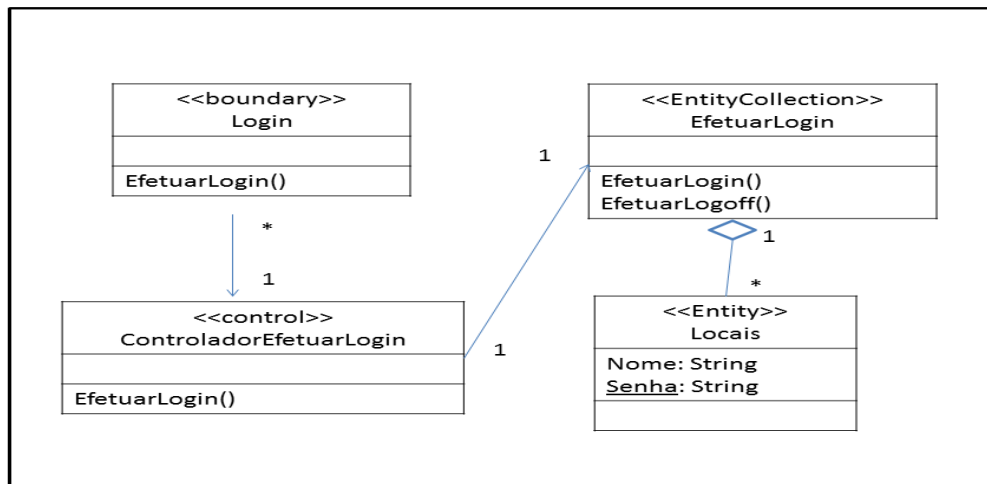 <<boundary>>
Login
EfetuarLogin()
*
1
<<control>>
ControladorEfetuarLogin
EfetuarLogin()
1
1
<<EntityCollection>>
EfetuarLogin
EfetuarLogin()
EfetuarLogoff()
1
*
<<Entity>>
Locais
Nome: String
Senha: String